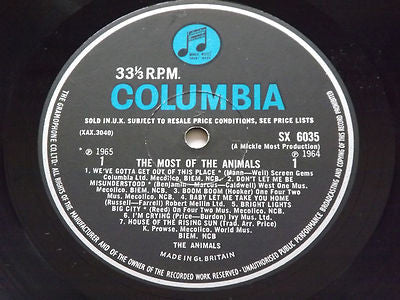 33⅓ R.P.M.
COLUMBIA
SOLD IN U.K. SUBJECT TO RESALE PRICE CONDITIONS, SEE PRICE LISTS
(XAX.3040)
SX 6035
(A Mickie Most Production)
℗ 1965
℗ 1964
1
1
THE MOST OF THE ANIMALS
1. WE'VE GOTTA GET OUT OF THIS PLACE * (Mann—Weil) Screen Gems
Columbia Ltd. Mecolico. BIEM. NCB. 2. DON'T LET ME BE
MISUNDERSTOOD * (Benjamin—Marcus—Caldwell) West One Mus.
Mecolico. BIEM. NCB. 3. BOOM BOOM (Hooker) One Four Two
Mus. Mecolico. NCB. 4. BABY LET ME TAKE YOU HOME
(Russell—Farrell) Robert Mellin Ltd. 5. BRIGHT LIGHTS
BIG CITY * (Reed) On Four Two Mus. Mecolico. NCB.
6. I'M CRYING (Price—Burdon) Ivy Mus. Ltd.
7. HOUSE OF THE RISING SUN (Trad. Arr. Price)
K. Prowse. Mecolico. World Mus.
BIEM. NCB
THE ANIMALS
MADE IN Gt. BRITAIN
THE GRAMOPHONE CO. LTD. ALL RIGHTS OF THE MANUFACTURER AND OF THE OWNER OF THE RECORDED WORK RESERVED UNAUTHORISED PUBLIC PERFORMANCE BROADCASTING AND COPYING OF THIS RECORD PROHIBITED